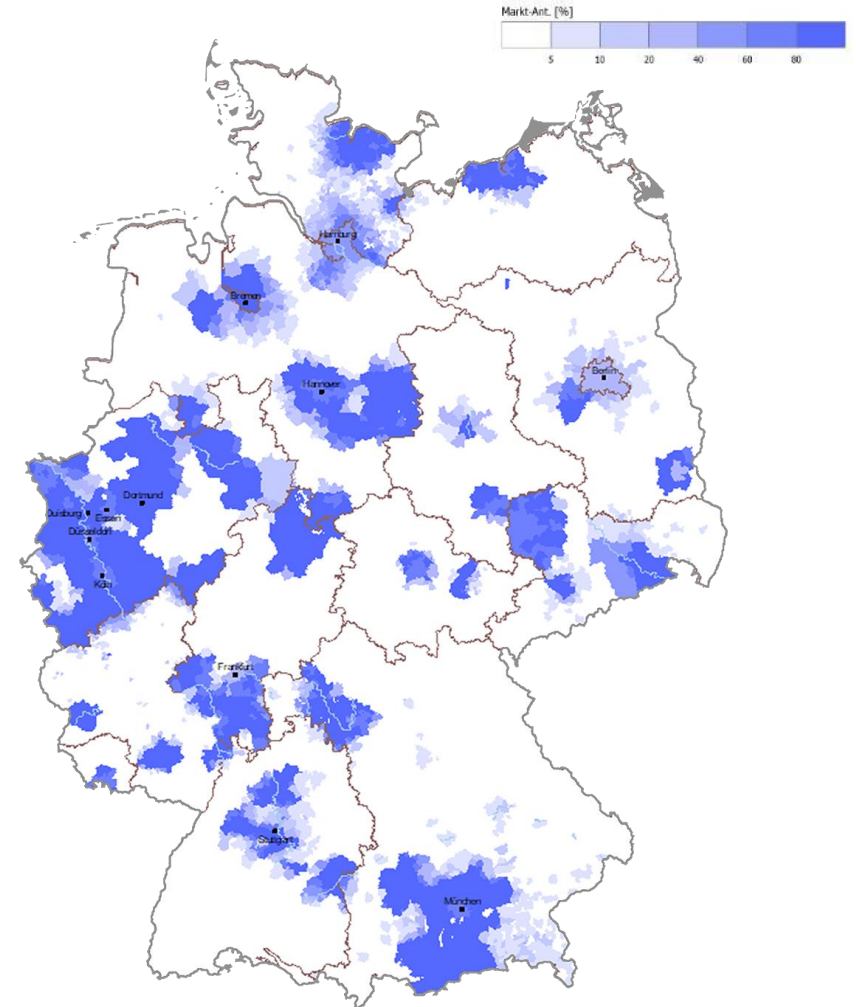 Markt-Ant. [%]
5 10 20 40 60 80
Hamburg
Bremen
Berlin
Hannover
Dortmund
Duisburg
Essen
Düsseldorf
Köln
Frankfurt
Stuttgart
München